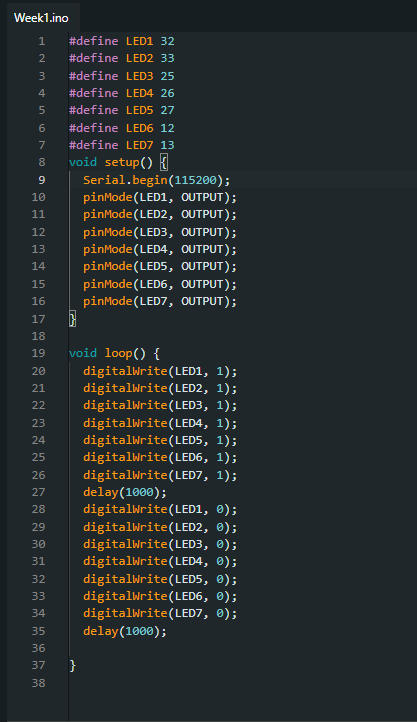 Week1.ino
1 #define LED1 32
2 #define LED2 33
3 #define LED3 25
4 #define LED4 26
5 #define LED5 27
6 #define LED6 12
7 #define LED7 13
8 void setup() {
9 Serial.begin(115200);
10 pinMode(LED1, OUTPUT);
11 pinMode(LED2, OUTPUT);
12 pinMode(LED3, OUTPUT);
13 pinMode(LED4, OUTPUT);
14 pinMode(LED5, OUTPUT);
15 pinMode(LED6, OUTPUT);
16 pinMode(LED7, OUTPUT);
17 }
18
19 void loop() {
20 digitalWrite(LED1, 1);
21 digitalWrite(LED2, 1);
22 digitalWrite(LED3, 1);
23 digitalWrite(LED4, 1);
24 digitalWrite(LED5, 1);
25 digitalWrite(LED6, 1);
26 digitalWrite(LED7, 1);
27 delay(1000);
28 digitalWrite(LED1, 0);
29 digitalWrite(LED2, 0);
30 digitalWrite(LED3, 0);
31 digitalWrite(LED4, 0);
32 digitalWrite(LED5, 0);
33 digitalWrite(LED6, 0);
34 digitalWrite(LED7, 0);
35 delay(1000);
36
37 }
38